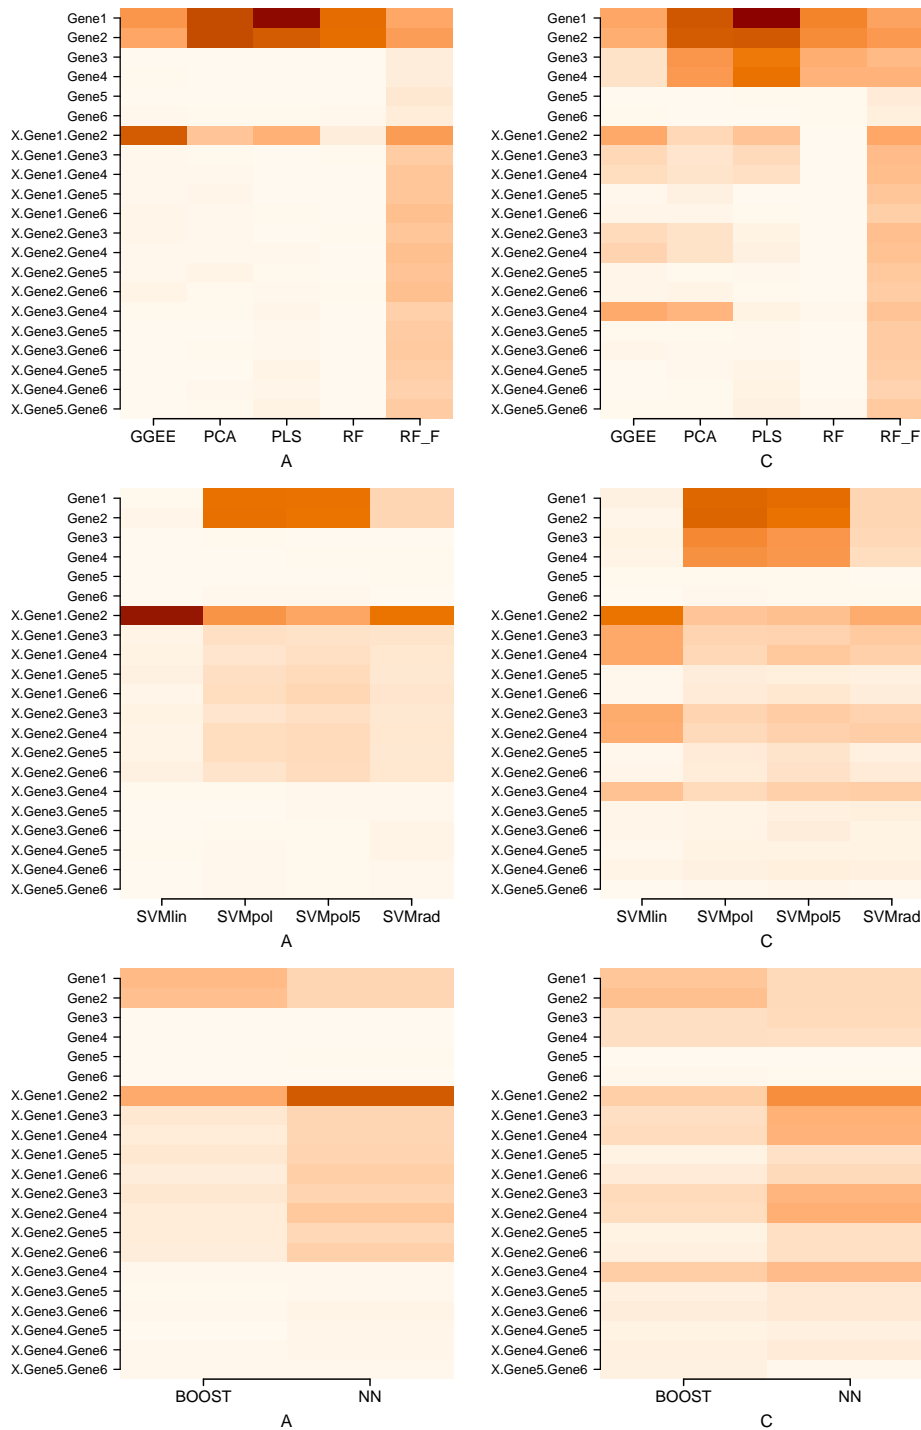 Gene1
Gene2
Gene3
Gene4
Gene5
Gene6
X.Gene1.Gene2
X.Gene1.Gene3
X.Gene1.Gene4
X.Gene1.Gene5
X.Gene1.Gene6
X.Gene2.Gene3
X.Gene2.Gene4
X.Gene2.Gene5
X.Gene2.Gene6
X.Gene3.Gene4
X.Gene3.Gene5
X.Gene3.Gene6
X.Gene4.Gene5
X.Gene4.Gene6
X.Gene5.Gene6
GGEE PCA PLS RF RF_F
A
Gene1
Gene2
Gene3
Gene4
Gene5
Gene6
X.Gene1.Gene2
X.Gene1.Gene3
X.Gene1.Gene4
X.Gene1.Gene5
X.Gene1.Gene6
X.Gene2.Gene3
X.Gene2.Gene4
X.Gene2.Gene5
X.Gene2.Gene6
X.Gene3.Gene4
X.Gene3.Gene5
X.Gene3.Gene6
X.Gene4.Gene5
X.Gene4.Gene6
X.Gene5.Gene6
GGEE PCA PLS RF RF_F
C
Gene1
Gene2
Gene3
Gene4
Gene5
Gene6
X.Gene1.Gene2
X.Gene1.Gene3
X.Gene1.Gene4
X.Gene1.Gene5
X.Gene1.Gene6
X.Gene2.Gene3
X.Gene2.Gene4
X.Gene2.Gene5
X.Gene2.Gene6
X.Gene3.Gene4
X.Gene3.Gene5
X.Gene3.Gene6
X.Gene4.Gene5
X.Gene4.Gene6
X.Gene5.Gene6
SVMlin SVMpol SVMpol5 SVMrad
A
Gene1
Gene2
Gene3
Gene4
Gene5
Gene6
X.Gene1.Gene2
X.Gene1.Gene3
X.Gene1.Gene4
X.Gene1.Gene5
X.Gene1.Gene6
X.Gene2.Gene3
X.Gene2.Gene4
X.Gene2.Gene5
X.Gene2.Gene6
X.Gene3.Gene4
X.Gene3.Gene5
X.Gene3.Gene6
X.Gene4.Gene5
X.Gene4.Gene6
X.Gene5.Gene6
SVMlin SVMpol SVMpol5 SVMrad
C
Gene1
Gene2
Gene3
Gene4
Gene5
Gene6
X.Gene1.Gene2
X.Gene1.Gene3
X.Gene1.Gene4
X.Gene1.Gene5
X.Gene1.Gene6
X.Gene2.Gene3
X.Gene2.Gene4
X.Gene2.Gene5
X.Gene2.Gene6
X.Gene3.Gene4
X.Gene3.Gene5
X.Gene3.Gene6
X.Gene4.Gene5
X.Gene4.Gene6
X.Gene5.Gene6
BOOST NN
A
Gene1
Gene2
Gene3
Gene4
Gene5
Gene6
X.Gene1.Gene2
X.Gene1.Gene3
X.Gene1.Gene4
X.Gene1.Gene5
X.Gene1.Gene6
X.Gene2.Gene3
X.Gene2.Gene4
X.Gene2.Gene5
X.Gene2.Gene6
X.Gene3.Gene4
X.Gene3.Gene5
X.Gene3.Gene6
X.Gene4.Gene5
X.Gene4.Gene6
X.Gene5.Gene6
BOOST NN
C